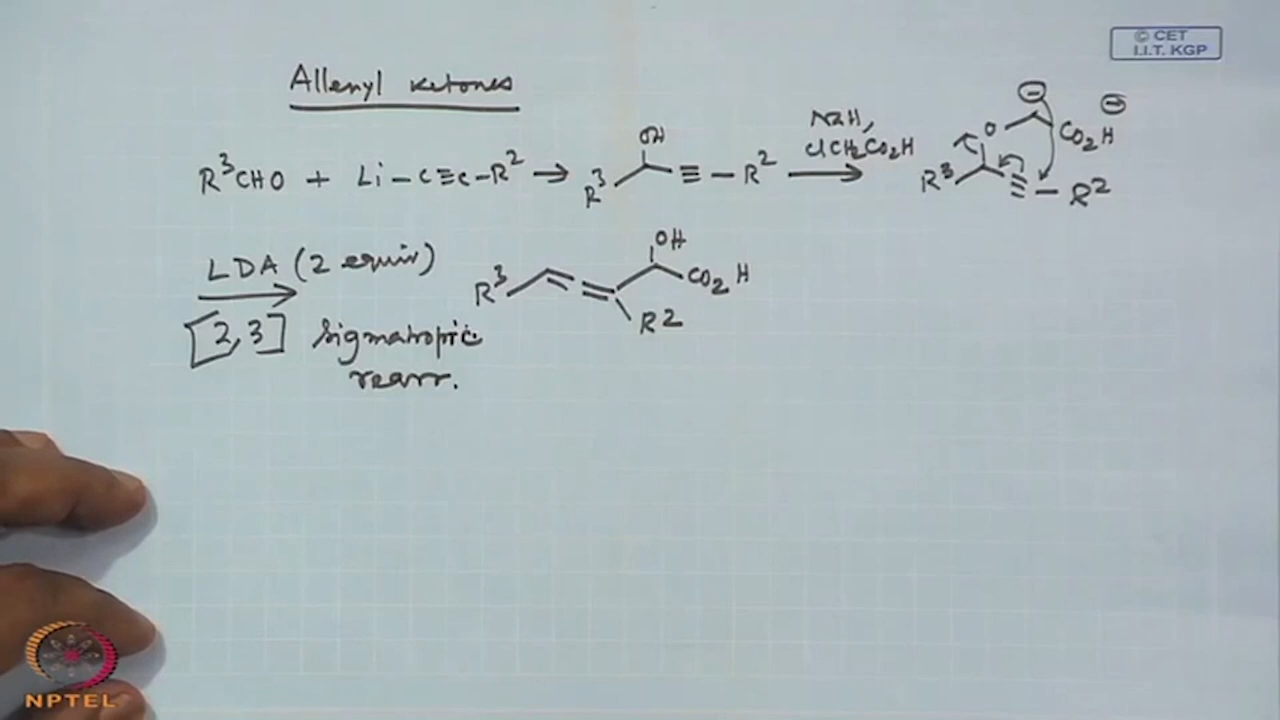 © CET
I.I.T. KGP
Allenyl ketones
R³CHO + Li-C≡C-R² → OH R³ ≡ - R² NaH, ClCH₂CO₂H → O ⊖ CO₂H ⊖ R³ ≡ - R²
LDA (2 equiv) R³ OH CO₂H R2
[2,3] sigmatropic
rearr.
NPTEL